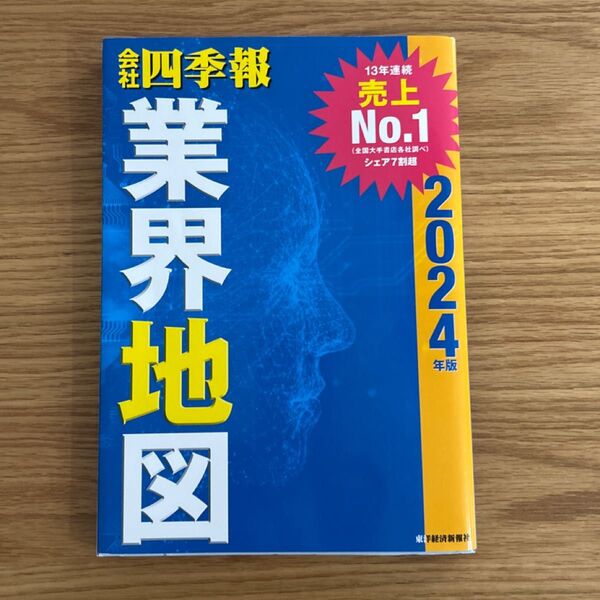 会社四季報
業界地図
13年連続
売上
No.1
(全国大手書店各社調べ)
シェア7割超
2024年版
東洋経済新報社